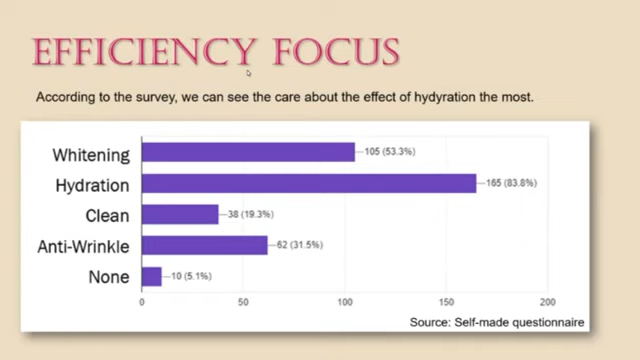 EFFICIENCY FOCUS
According to the survey, we can see the care about the effect of hydyration the most.
Whitening 105 (53.3%)
Hydration 165 (83.8%)
Clean 38 (19.3%)
Anti-Wrinkle 62 (31.5%)
None 10 (5.1%)
0 50 100 150 200
Source: Self-made questionnaire